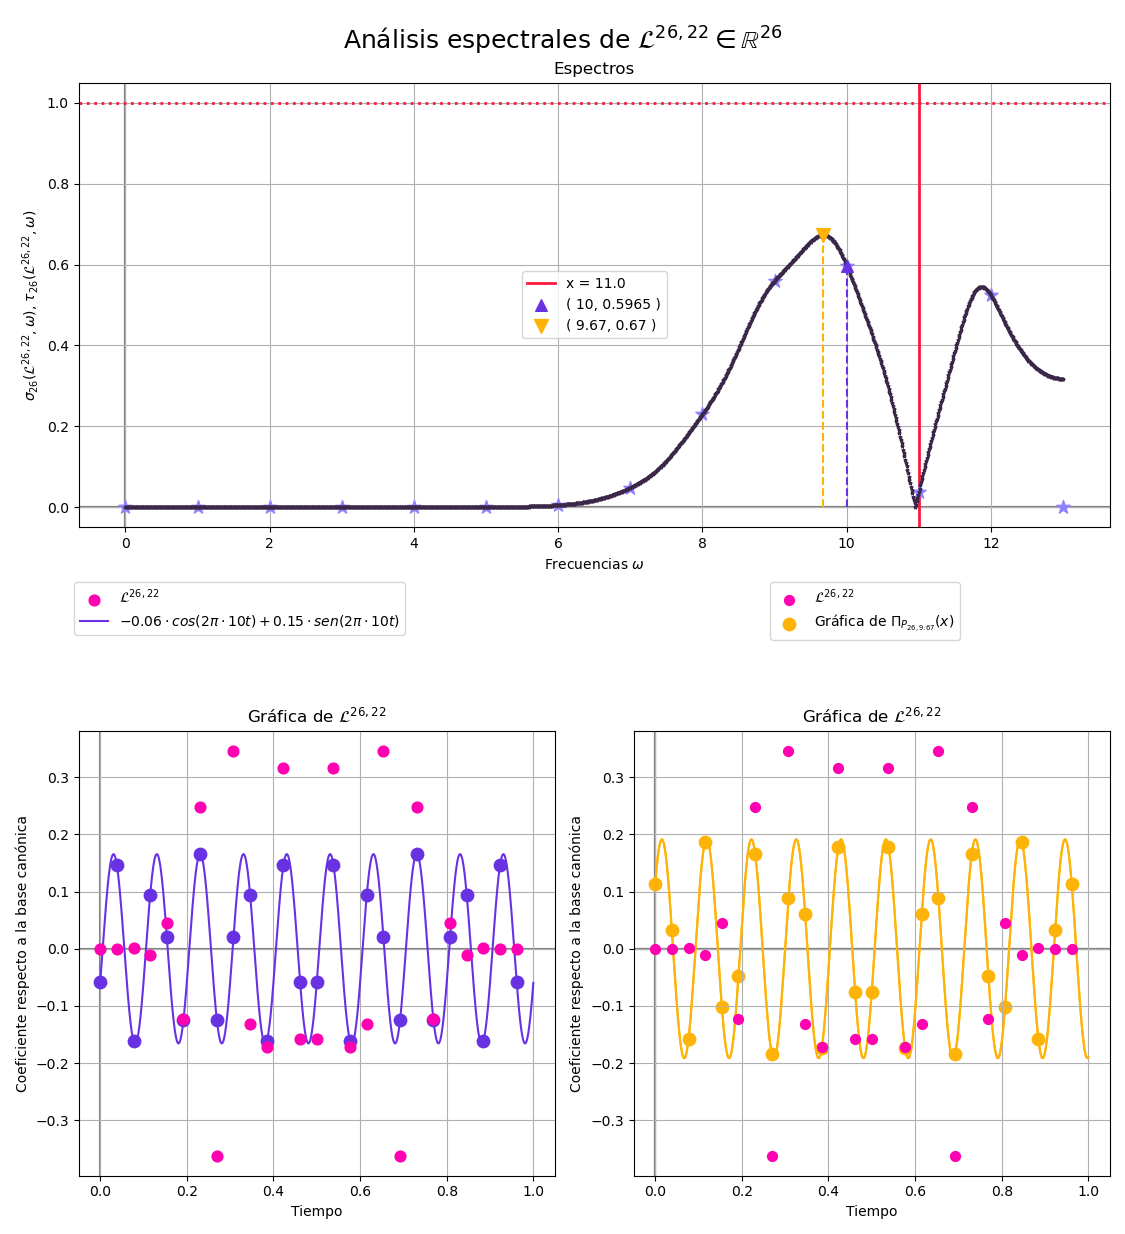 Análisis espectrales de $\mathcal{L}^{26,22} \in \mathbb{R}^{26}$
Espectros
$\sigma_{26}(\mathcal{L}^{26,22}, \omega), \tau_{26}(\mathcal{L}^{26,22}, \omega)$
1.0
0.8
0.6
0.4
0.2
0.0
x = 11.0
( 10, 0.5965 )
( 9.67, 0.67 )
0 2 4 6 8 10 12
Frecuencias ω
$\mathcal{L}^{26,22}$
$-0.06 \cdot cos(2\pi \cdot 10t) + 0.15 \cdot sen(2\pi \cdot 10t)$
$\mathcal{L}^{26,22}$
Gráfica de $\Pi_{P_{26,9.67}}(x)$
Gráfica de $\mathcal{L}^{26,22}$
Coeficiente respecto a la base canónica
0.3
0.2
0.1
0.0
−0.1
−0.2
−0.3
0.0 0.2 0.4 0.6 0.8 1.0
Tiempo
Gráfica de $\mathcal{L}^{26,22}$
Coeficiente respecto a la base canónica
0.3
0.2
0.1
0.0
−0.1
−0.2
−0.3
0.0 0.2 0.4 0.6 0.8 1.0
Tiempo